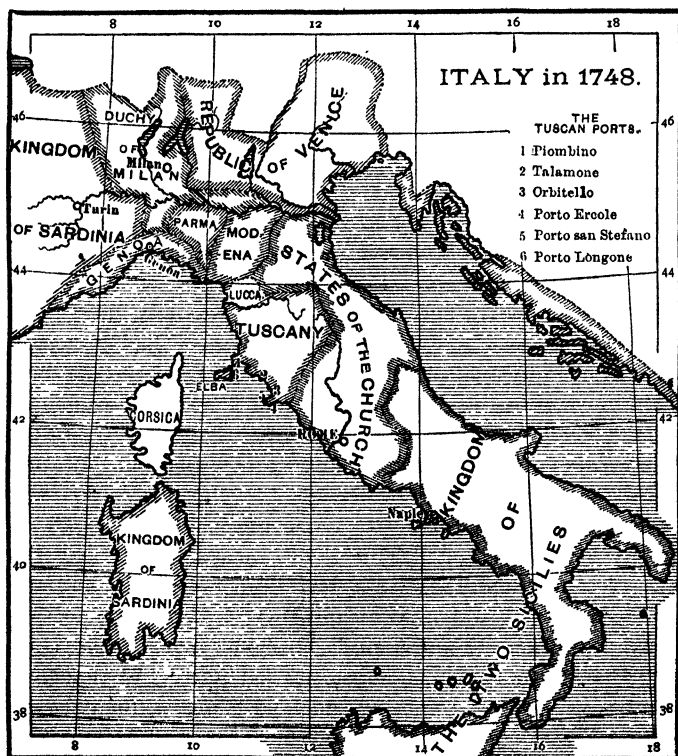 8 10 12 14 16 18
ITALY in 1748.
THE
TUSCAN PORTS.
1 Piombino
2 Talamone
3 Orbitello
4 Porto Ercole
5 Porto san Stefano
6 Porto Longone
46
46
44
44
42
42
40
40
38
38
KINGDOM
OF SARDINIA
Turin
DUCHY
OF
Milano
MILAN
REPUBLIC
OF VENICE
PARMA
MOD-
ENA
GENOA
Genoa
LUCCA
TUSCANY
STATES OF THE CHURCH
ELBA
CORSICA
ROME
KINGDOM
OF
SARDINIA
Naples
KINGDOM
OF
THE TWO SICILIES
6 8 10 12 14 16 18